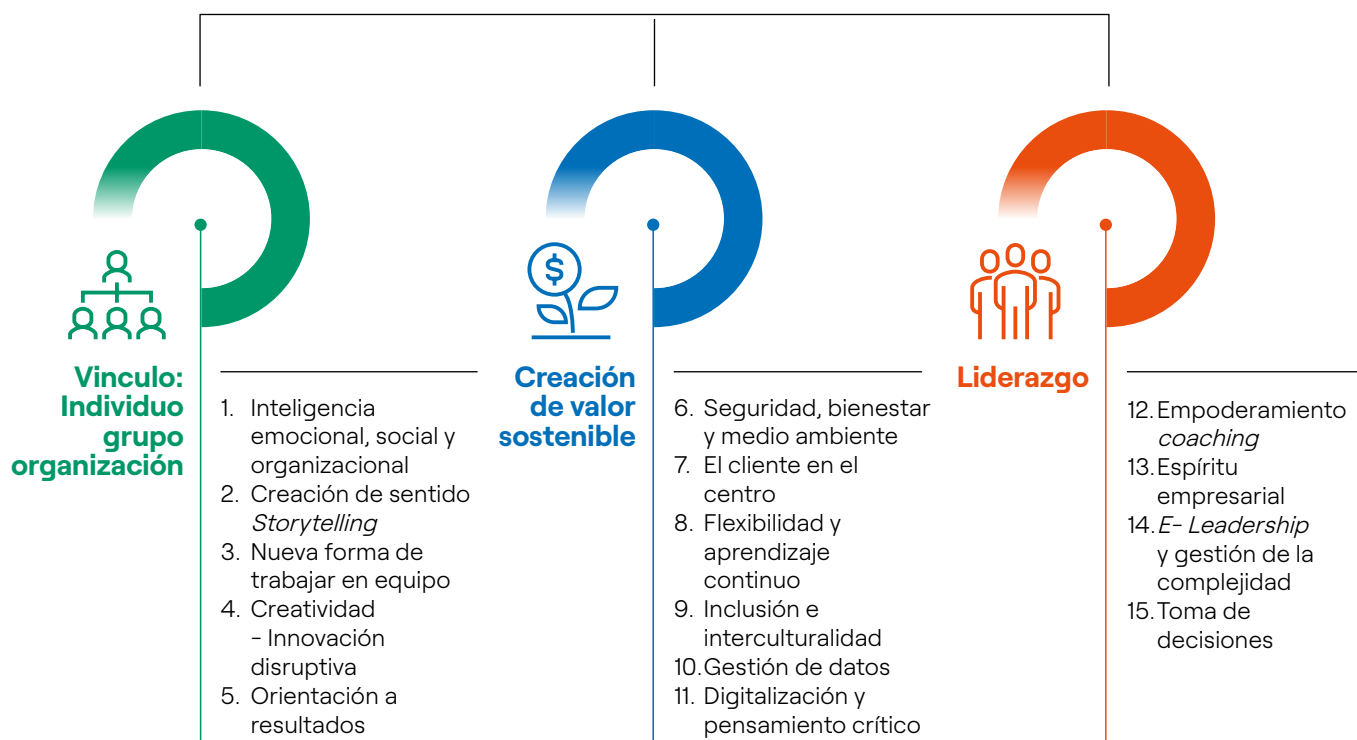 Vinculo:
Individuo
grupo
organización
1. Inteligencia
emocional, social y
organizacional
2. Creación de sentido
Storytelling
3. Nueva forma de
trabajar en equipo
4. Creatividad
- Innovación
disruptiva
5. Orientación a
resultados
$
Creación
de valor
sostenible
6. Seguridad, bienestar
y medio ambiente
7. El cliente en el
centro
8. Flexibilidad y
aprendizaje
continuo
9. Inclusión e
interculturalidad
10. Gestión de datos
11. Digitalización y
pensamiento crítico
Liderazgo
12. Empoderamiento
coaching
13. Espíritu
empresarial
14. E- Leadership
y gestión de la
complejidad
15. Toma de
decisiones